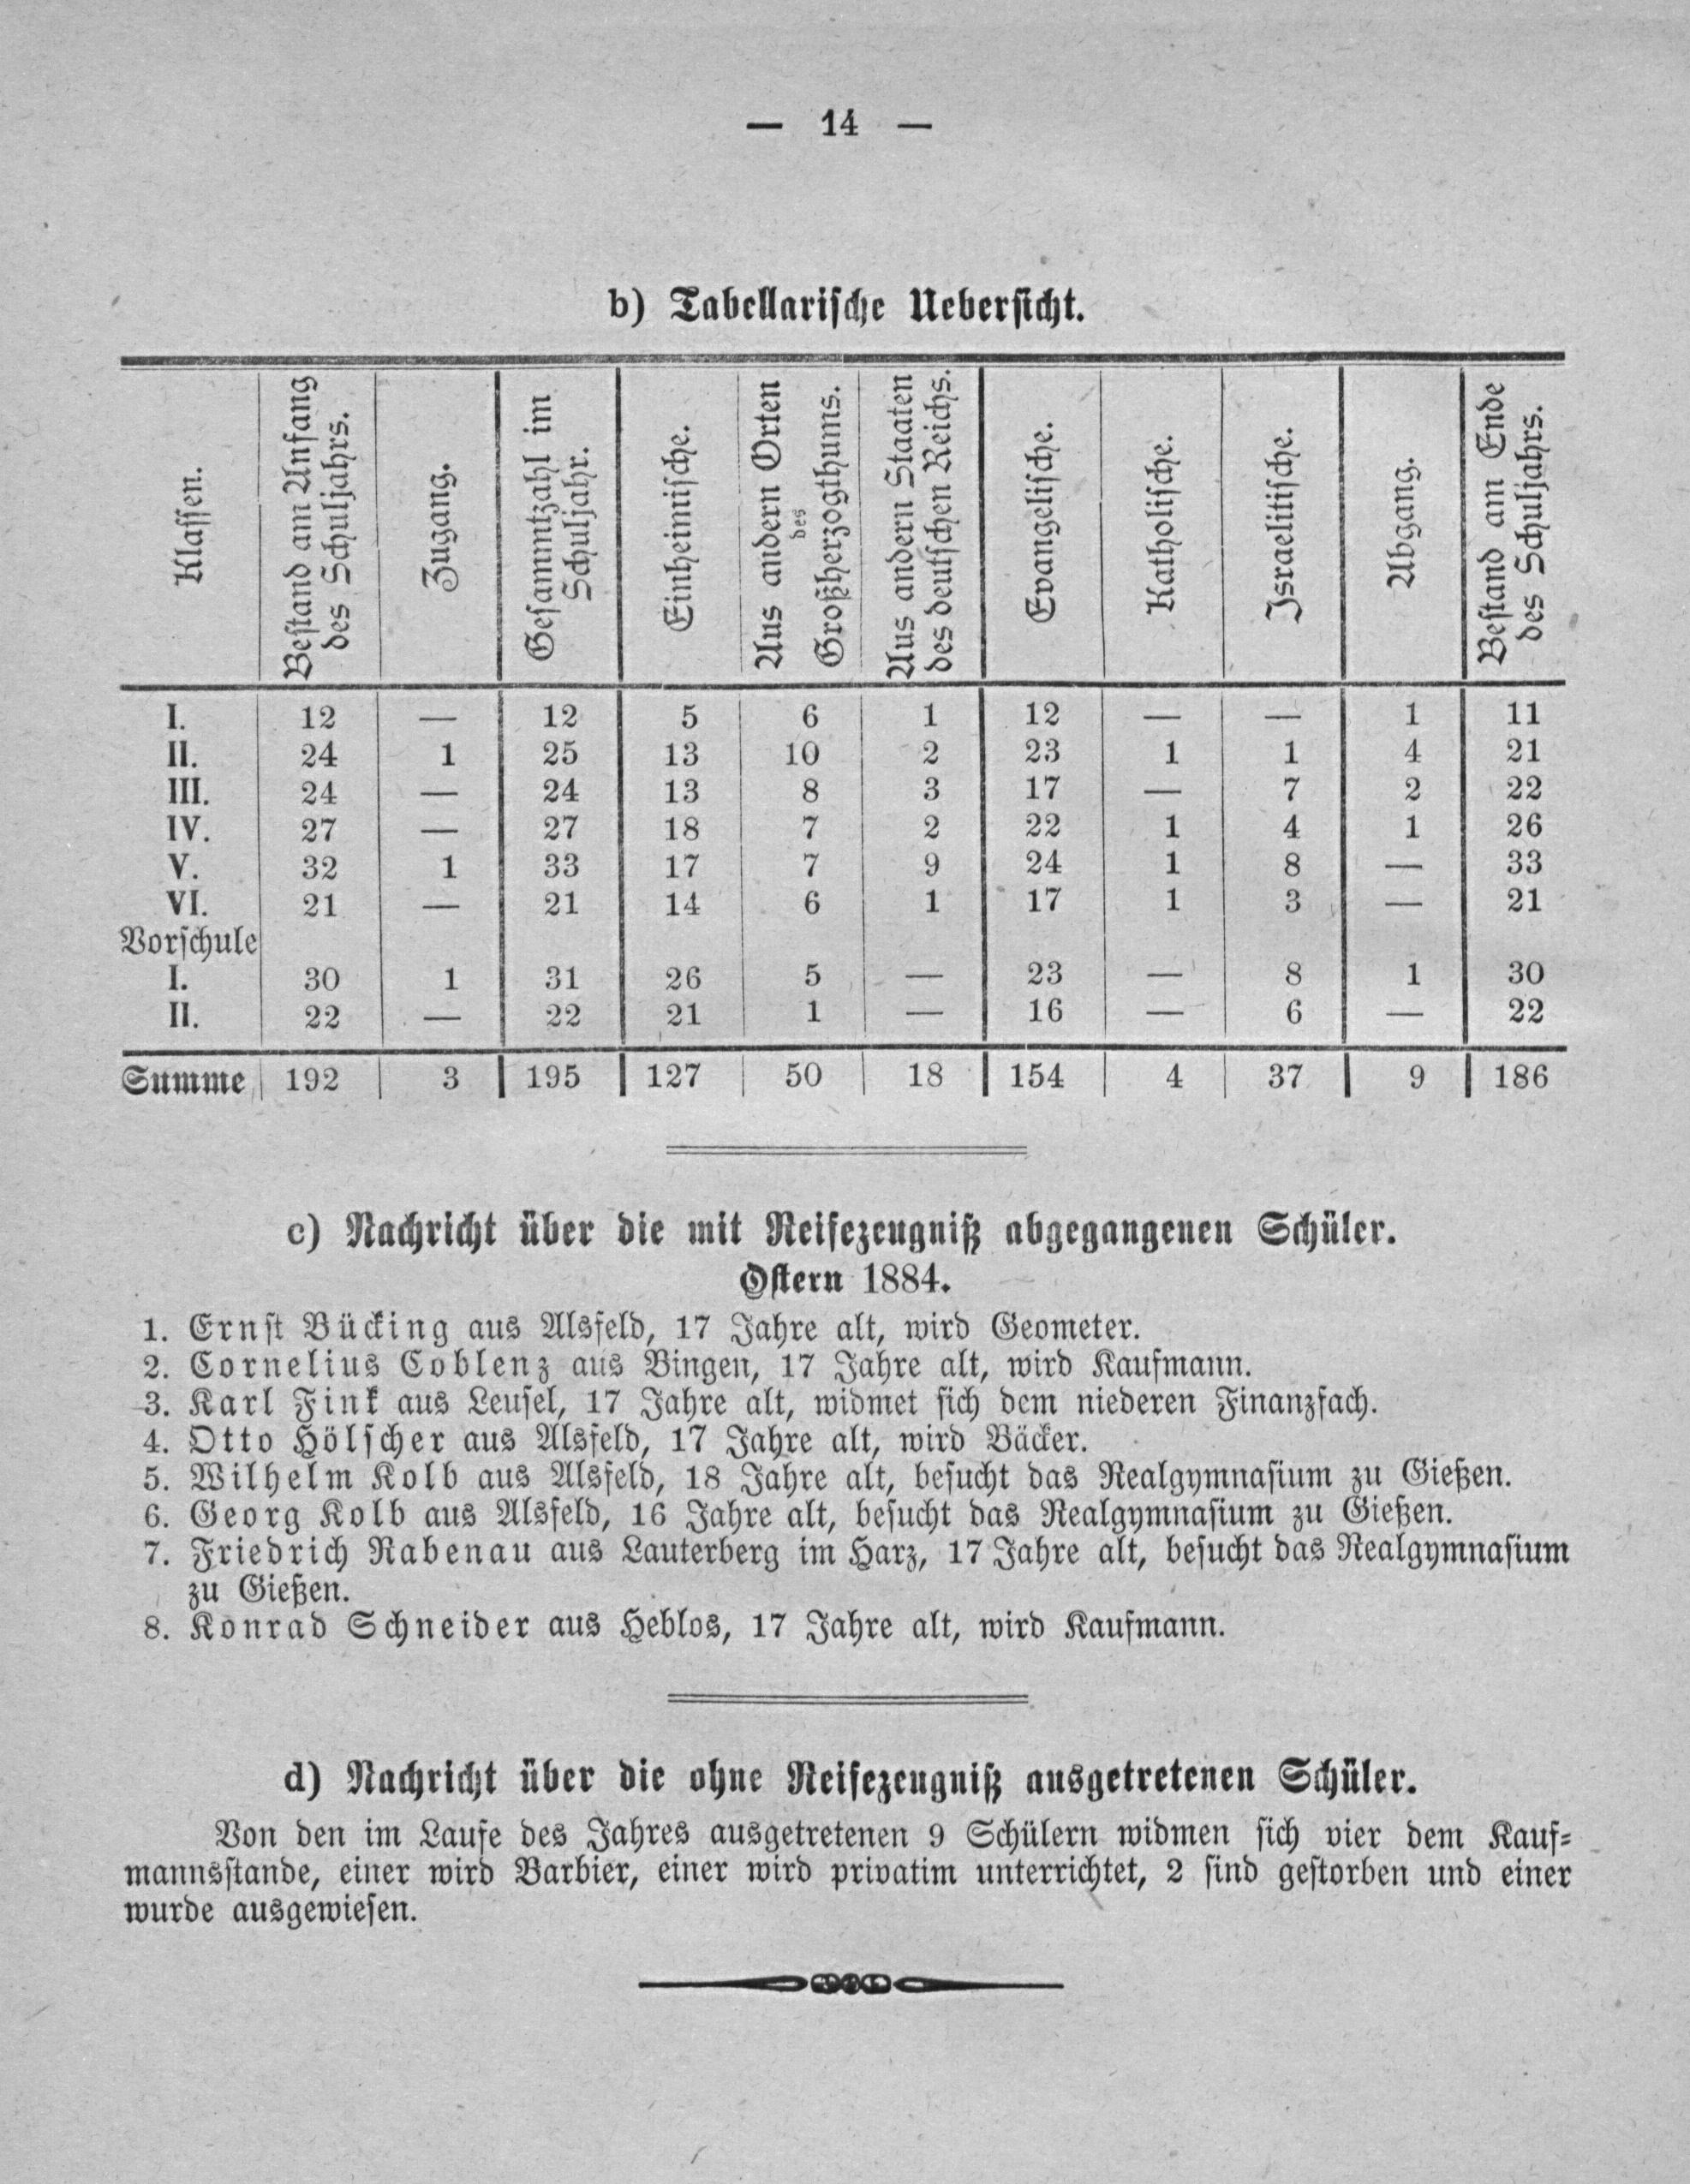 — 14 —
b) Tabellarische Uebersicht.
Klassen. Bestand am Anfang des Schuljahrs. Zugang. Gesammtzahl im Schuljahr. Einheimische. Aus andern Orten des Großherzogthums. Aus andern Staaten des deutschen Reichs. Evangelische. Katholische. Israelitische. Abgang. Bestand am Ende des Schuljahrs.
I. 12 — 12 5 6 1 12 — — 1 11
II. 24 1 25 13 10 2 23 1 1 4 21
III. 24 — 24 13 8 3 17 — 7 2 22
IV. 27 — 27 18 7 2 22 1 4 1 26
V. 32 1 33 17 7 9 24 1 8 — 33
VI. 21 — 21 14 6 1 17 1 3 — 21
Vorschule
I. 30 1 31 26 5 — 23 — 8 1 30
II. 22 — 22 21 1 — 16 — 6 — 22
Summe 192 3 195 127 50 18 154 4 37 9 186
c) Nachricht über die mit Reifezeugniß abgegangenen Schüler.
Ostern 1884.
1. Ernst Bücking aus Alsfeld, 17 Jahre alt, wird Geometer.
2. Cornelius Coblenz aus Bingen, 17 Jahre alt, wird Kaufmann.
3. Karl Fink aus Leusel, 17 Jahre alt, widmet sich dem niederen Finanzfach.
4. Otto Hölscher aus Alsfeld, 17 Jahre alt, wird Bäcker.
5. Wilhelm Kolb aus Alsfeld, 18 Jahre alt, besucht das Realgymnasium zu Gießen.
6. Georg Kolb aus Alsfeld, 16 Jahre alt, besucht das Realgymnasium zu Gießen.
7. Friedrich Rabenau aus Lauterberg im Harz, 17 Jahre alt, besucht das Realgymnasium
zu Gießen.
8. Konrad Schneider aus Heblos, 17 Jahre alt, wird Kaufmann.
d) Nachricht über die ohne Reifezeugniß ausgetretenen Schüler.
Von den im Laufe des Jahres ausgetretenen 9 Schülern widmen sich vier dem Kauf-
mannsstande, einer wird Barbier, einer wird privatim unterrichtet, 2 sind gestorben und einer
wurde ausgewiesen.